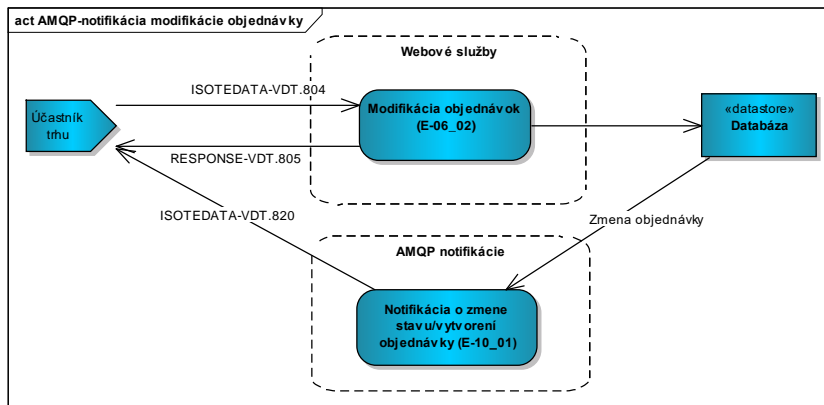 act AMQP-notifikácia modifikácie objednávky
Webové služby
ISOTEDATA-VDT.804
Účastník
trhu
Modifikácia objednávok
(E-06_02)
«datastore»
Databáza
RESPONSE-VDT.805
ISOTEDATA-VDT.820
Zmena objednávky
AMQP notifikácie
Notifikácia o zmene
stavu/vytvorení
objednávky (E-10_01)